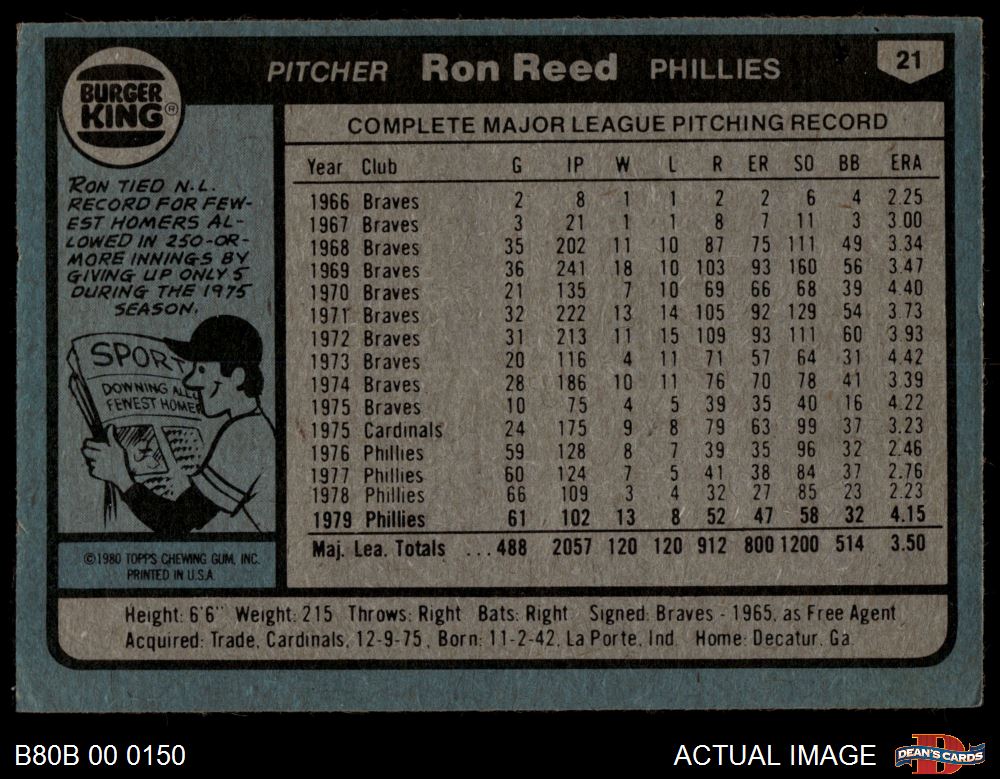 BURGER KING®
PITCHER Ron Reed PHILLIES
21
RON TIED N.L.
RECORD FOR FEW-
EST HOMERS AL-
LOWED IN 250-OR-
MORE INNINGS BY
GIVING UP ONLY 5
DURING THE 1975
SEASON.
SPORT
DOWNING ALL
FEWEST HOME
©1980 TOPPS CHEWING GUM, INC.
PRINTED IN U.S.A.
COMPLETE MAJOR LEAGUE PITCHING RECORD
Year Club G IP W L R ER SO BB ERA
1966 Braves 2 8 1 1 2 2 6 4 2.25
1967 Braves 3 21 1 1 8 7 11 3 3.00
1968 Braves 35 202 11 10 87 75 111 49 3.34
1969 Braves 36 241 18 10 103 93 160 56 3.47
1970 Braves 21 135 7 10 69 66 68 39 4.40
1971 Braves 32 222 13 14 105 92 129 54 3.73
1972 Braves 31 213 11 15 109 93 111 60 3.93
1973 Braves 20 116 4 11 71 57 64 31 4.42
1974 Braves 28 186 10 11 76 70 78 41 3.39
1975 Braves 10 75 4 5 39 35 40 16 4.22
1975 Cardinals 24 175 9 8 79 63 99 37 3.23
1976 Phillies 59 128 8 7 39 35 96 32 2.46
1977 Phillies 60 124 7 5 41 38 84 37 2.76
1978 Phillies 66 109 3 4 32 27 85 23 2.23
1979 Phillies 61 102 13 8 52 47 58 32 4.15
Maj. Lea. Totals ...488 2057 120 120 912 800 1200 514 3.50
Height: 6'6" Weight: 215 Throws: Right Bats: Right Signed: Braves - 1965, as Free Agent
Acquired: Trade, Cardinals, 12-9-75, Born: 11-2-42, La Porte, Ind. Home: Decatur, Ga.
B80B 00 0150
ACTUAL IMAGE
DEAN'S CARDS